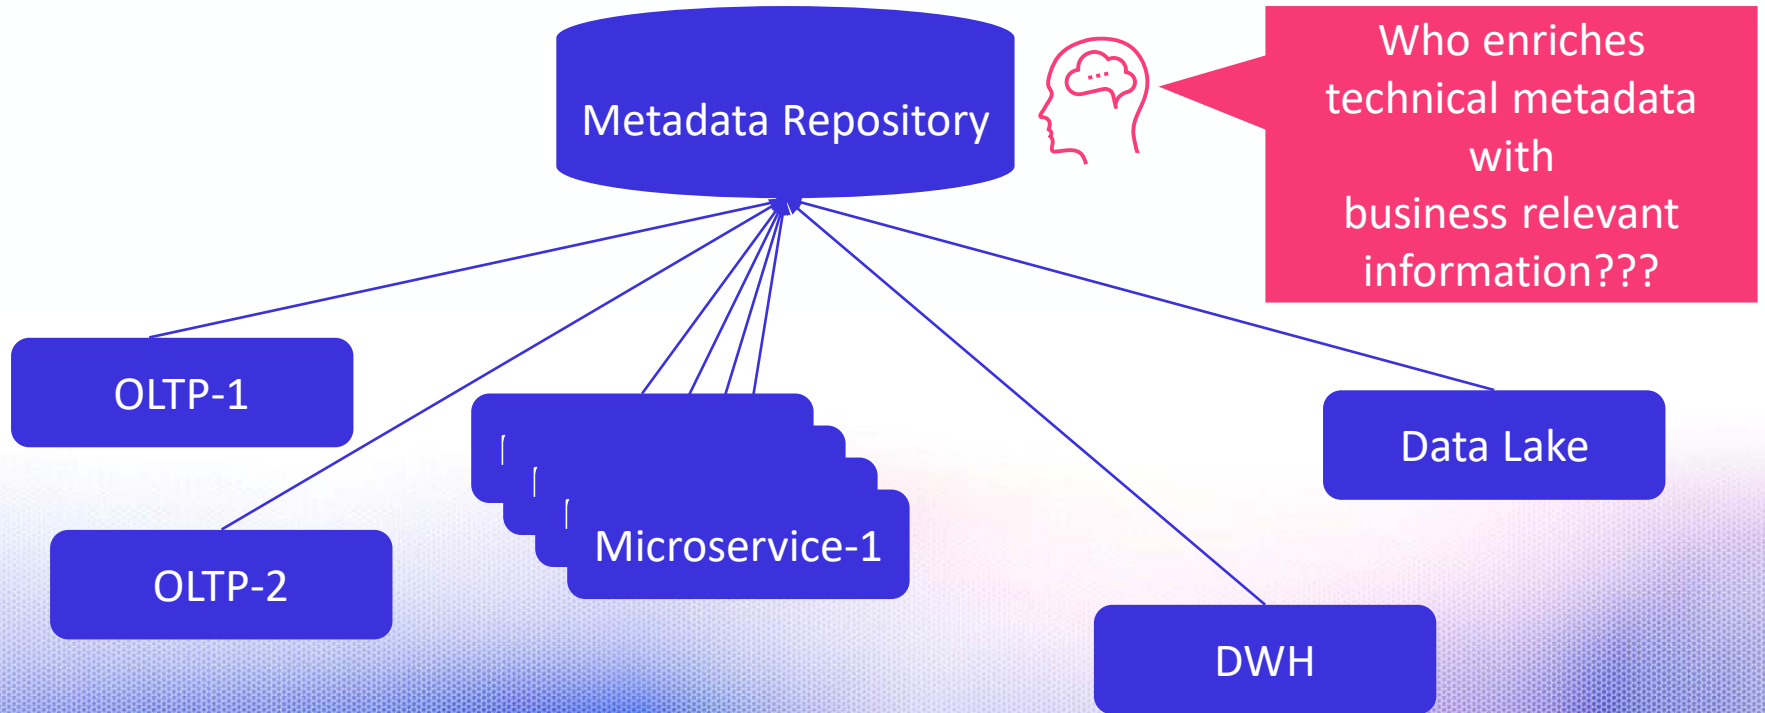 Metadata Repository
Who enriches
technical metadata
with
business relevant
information???
OLTP-1
Data Lake
Microservice-1
OLTP-2
DWH